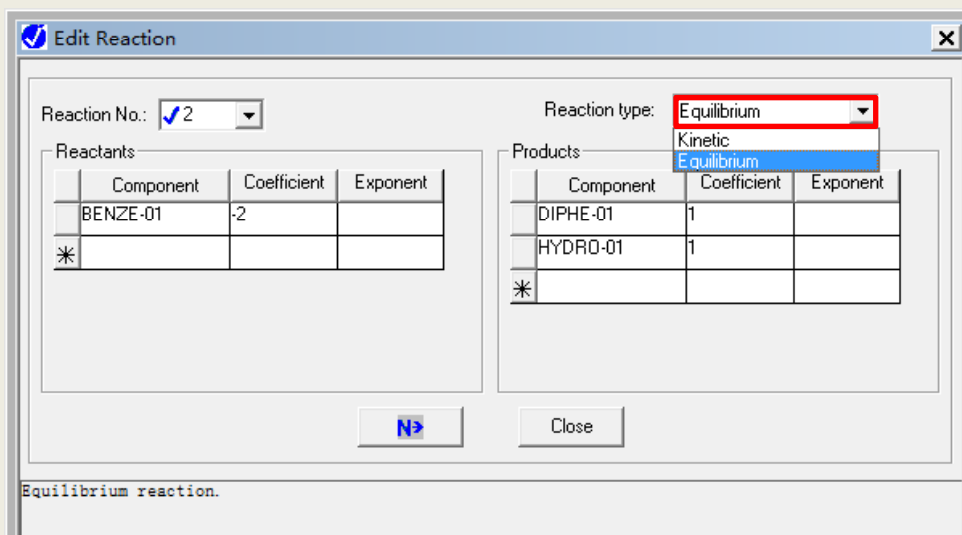 Edit Reaction
Reaction No.: 2
Reaction type: Equilibrium
Kinetic
Equilibrium
Reactants
Component Coefficient Exponent
BENZE-01 -2
Products
Component Coefficient Exponent
DIPHE-01 1
HYDRO-01 1
N
Close
Equilibrium reaction.